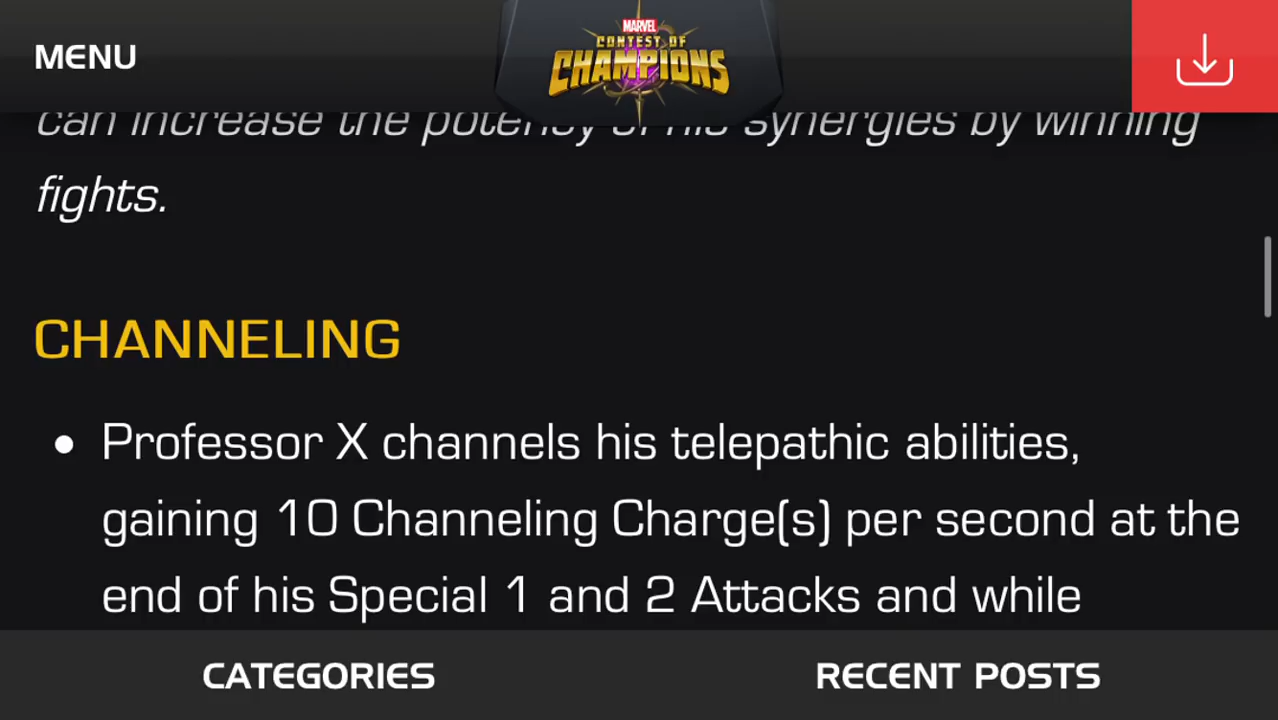 MENU
MARVEL
CONTEST OF
CHAMPIONS
can increase the potency of his synergies by winning
fights.
CHANNELING
• Professor X channels his telepathic abilities,
gaining 10 Channeling Charge(s) per second at the
end of his Special 1 and 2 Attacks and while
CATEGORIES
RECENT POSTS